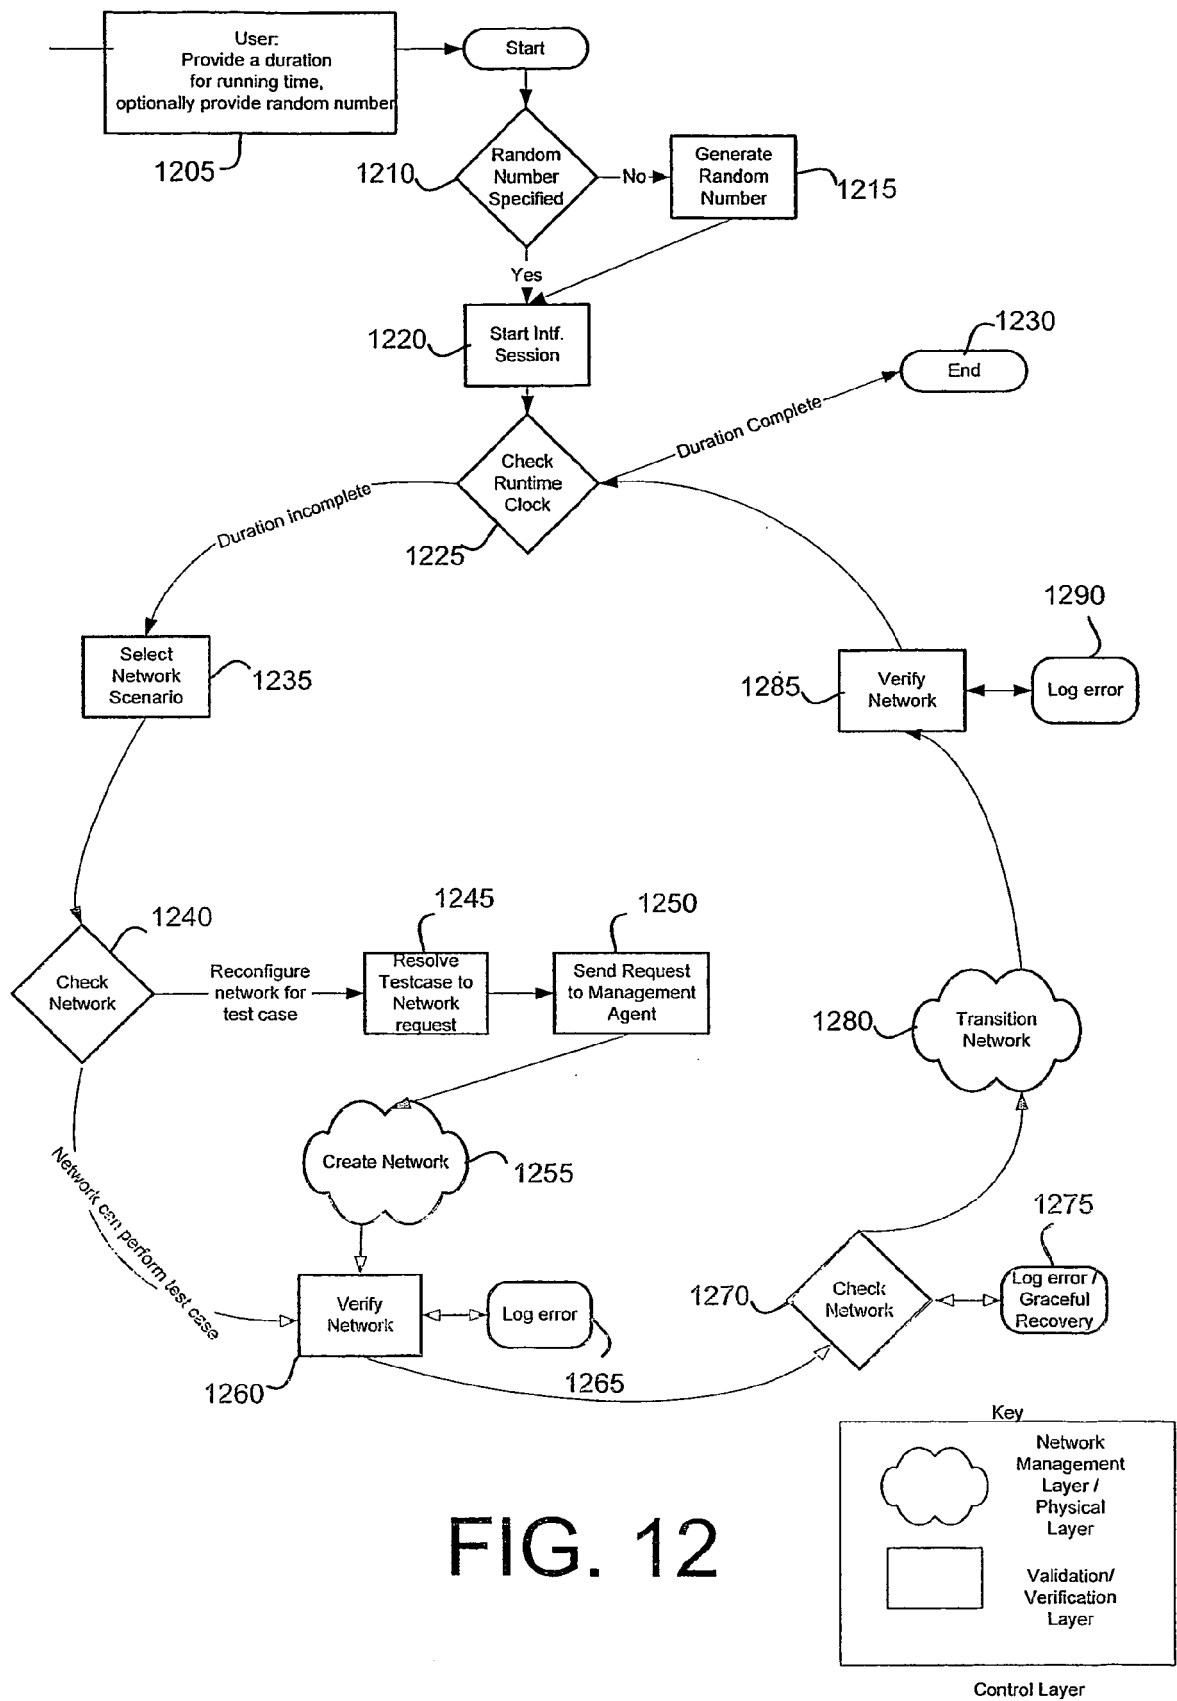 User:
Provide a duration
for running time,
optionally provide random number
1205
Start
1210
Random
Number
Specified
No
Generate
Random
Number
1215
Yes
1220
Start Intf.
Session
1230
End
Duration Complete
Check
Runtime
Clock
1225
Duration incomplete
Select
Network
Scenario
1235
1285
Verify
Network
1290
Log error
1240
Check
Network
Reconfigure
network for
test case
1245
Resolve
Testcase to
Network
request
1250
Send Request
to Management
Agent
1280
Transition
Network
Create Network
1255
Network can perform test case
Verify
Network
1260
Log error
1265
1270
Check
Network
1275
Log error /
Graceful
Recovery
Key
Network
Management
Layer /
Physical
Layer
Validation/
Verification
Layer
Control Layer
FIG. 12